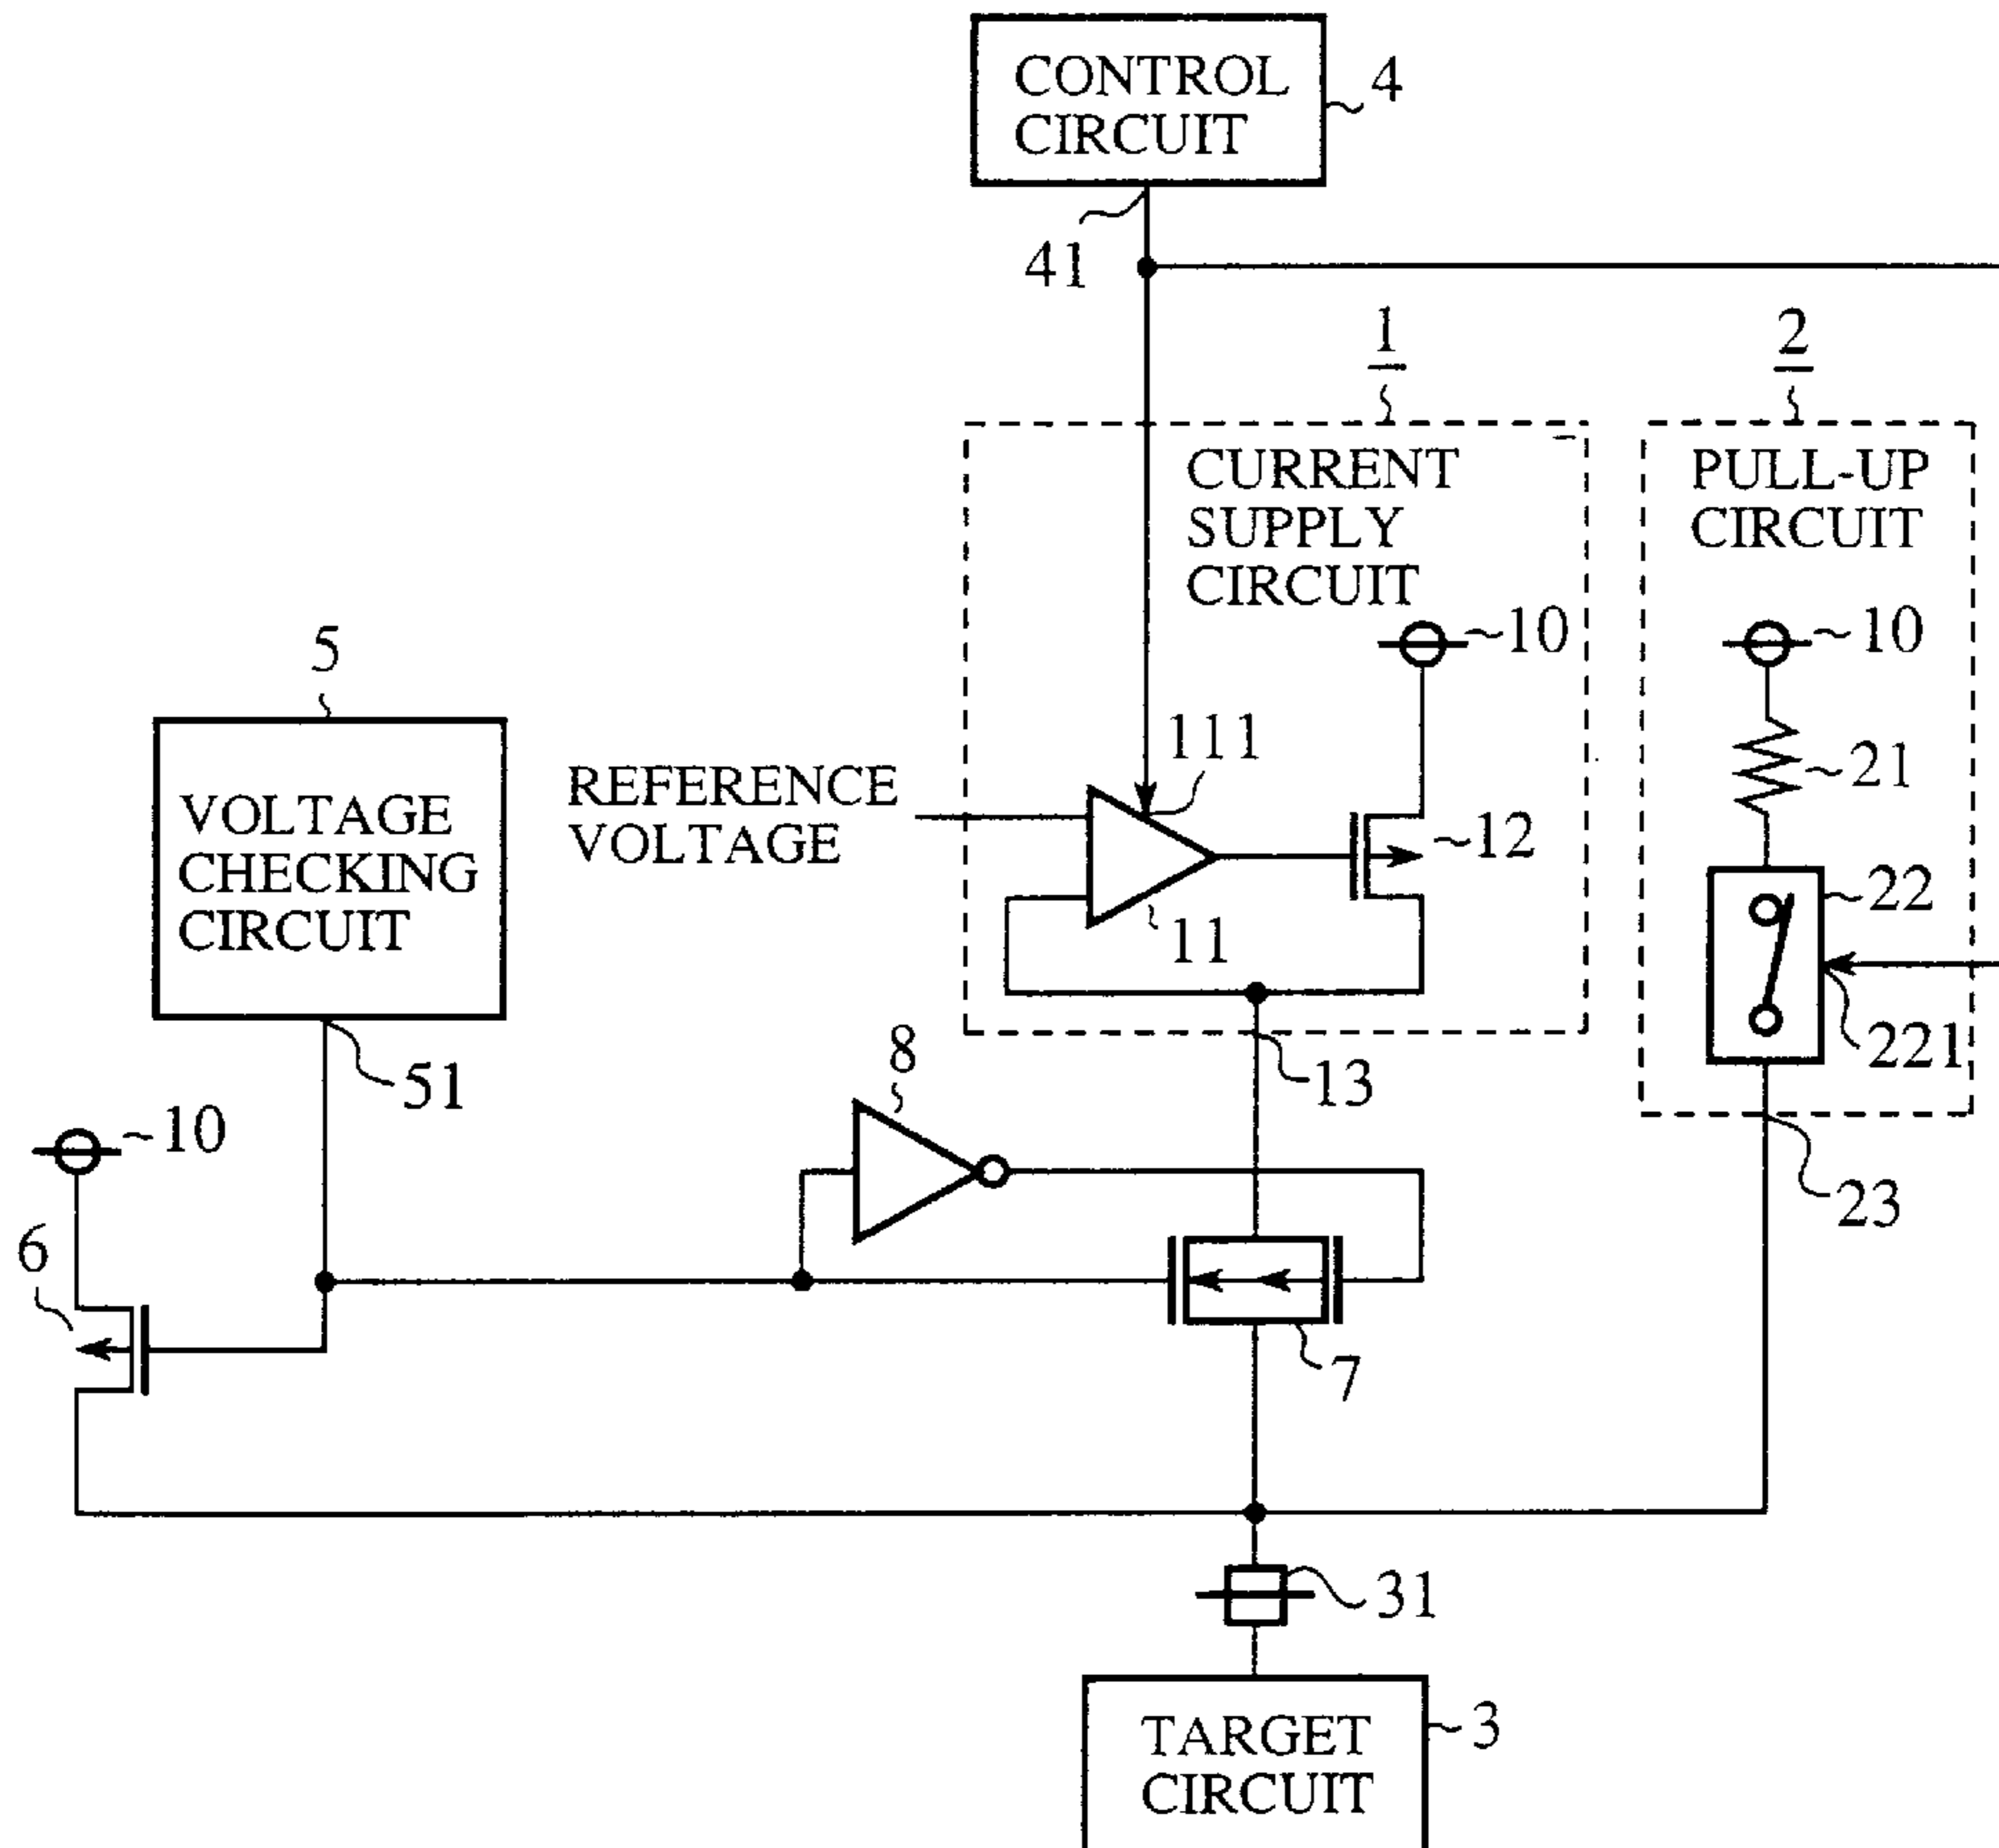 CONTROL
CIRCUIT
4
41
1
2
CURRENT
SUPPLY
CIRCUIT
PULL-UP
CIRCUIT
10
10
5
111
21
REFERENCE
VOLTAGE
VOLTAGE
CHECKING
CIRCUIT
12
22
11
221
51
8
13
10
23
6
7
31
TARGET
CIRCUIT
3